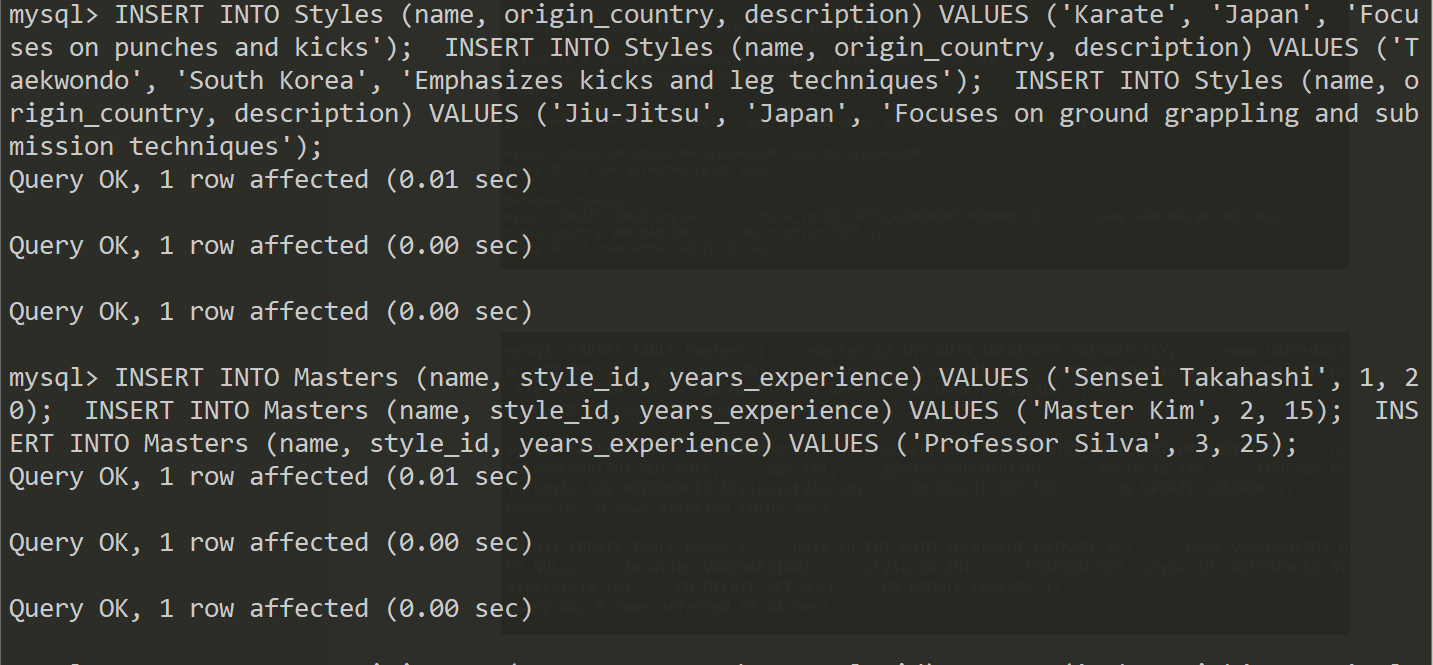 mysql> INSERT INTO Styles (name, origin_country, description) VALUES ('Karate', 'Japan', 'Focu
ses on punches and kicks');  INSERT INTO Styles (name, origin_country, description) VALUES ('T
aekwondo', 'South Korea', 'Emphasizes kicks and leg techniques');  INSERT INTO Styles (name, o
rigin_country, description) VALUES ('Jiu-Jitsu', 'Japan', 'Focuses on ground grappling and sub
mission techniques');
Query OK, 1 row affected (0.01 sec)
Query OK, 1 row affected (0.00 sec)
Query OK, 1 row affected (0.00 sec)
mysql> INSERT INTO Masters (name, style_id, years_experience) VALUES ('Sensei Takahashi', 1, 2
0);  INSERT INTO Masters (name, style_id, years_experience) VALUES ('Master Kim', 2, 15);  INS
ERT INTO Masters (name, style_id, years_experience) VALUES ('Professor Silva', 3, 25);
Query OK, 1 row affected (0.01 sec)
Query OK, 1 row affected (0.00 sec)
Query OK, 1 row affected (0.00 sec)